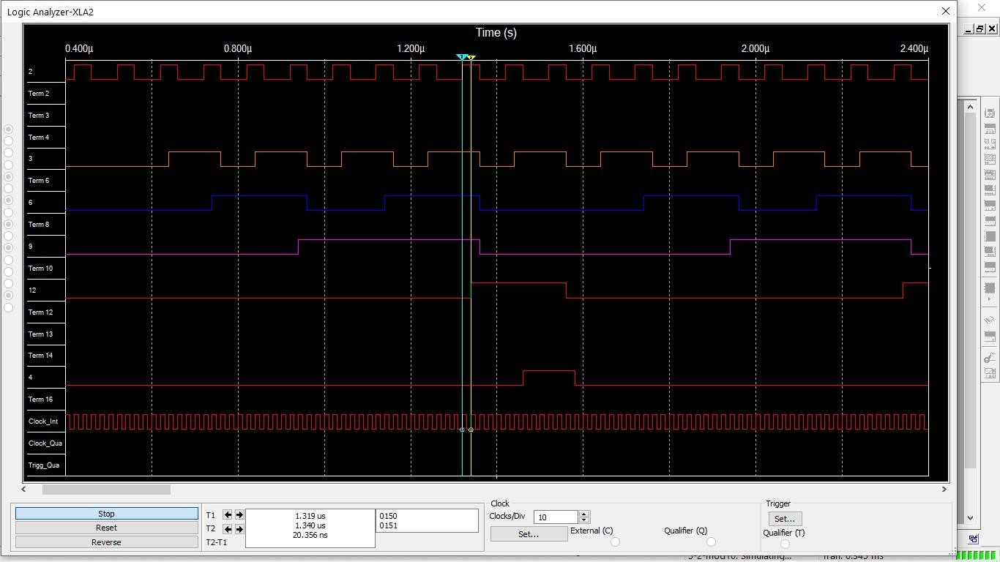 Logic Analyzer-XLA2
Time (s)
0.400µ 0.800µ 1.200µ 1.600µ 2.000µ 2.400µ
2
Term 2
Term 3
Term 4
3
Term 6
6
Term 8
9
Term 10
12
Term 12
Term 13
Term 14
4
Term 16
Clock_Int
Clock_Qua
Trigg_Qua
Stop
Reset
Reverse
T1
T2
T2-T1
1.319 us
1.340 us
20.356 ns
0150
0151
Clock
Clocks/Div 10
Set...
External (C)
Qualifier (Q)
Trigger
Set...
Qualifier (T)
Simulating... Tran: 0.345 ms